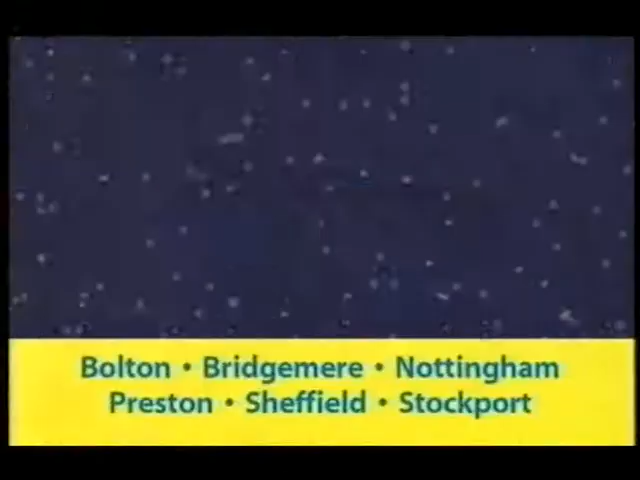 Bolton • Bridgemere • Nottingham
Preston • Sheffield • Stockport